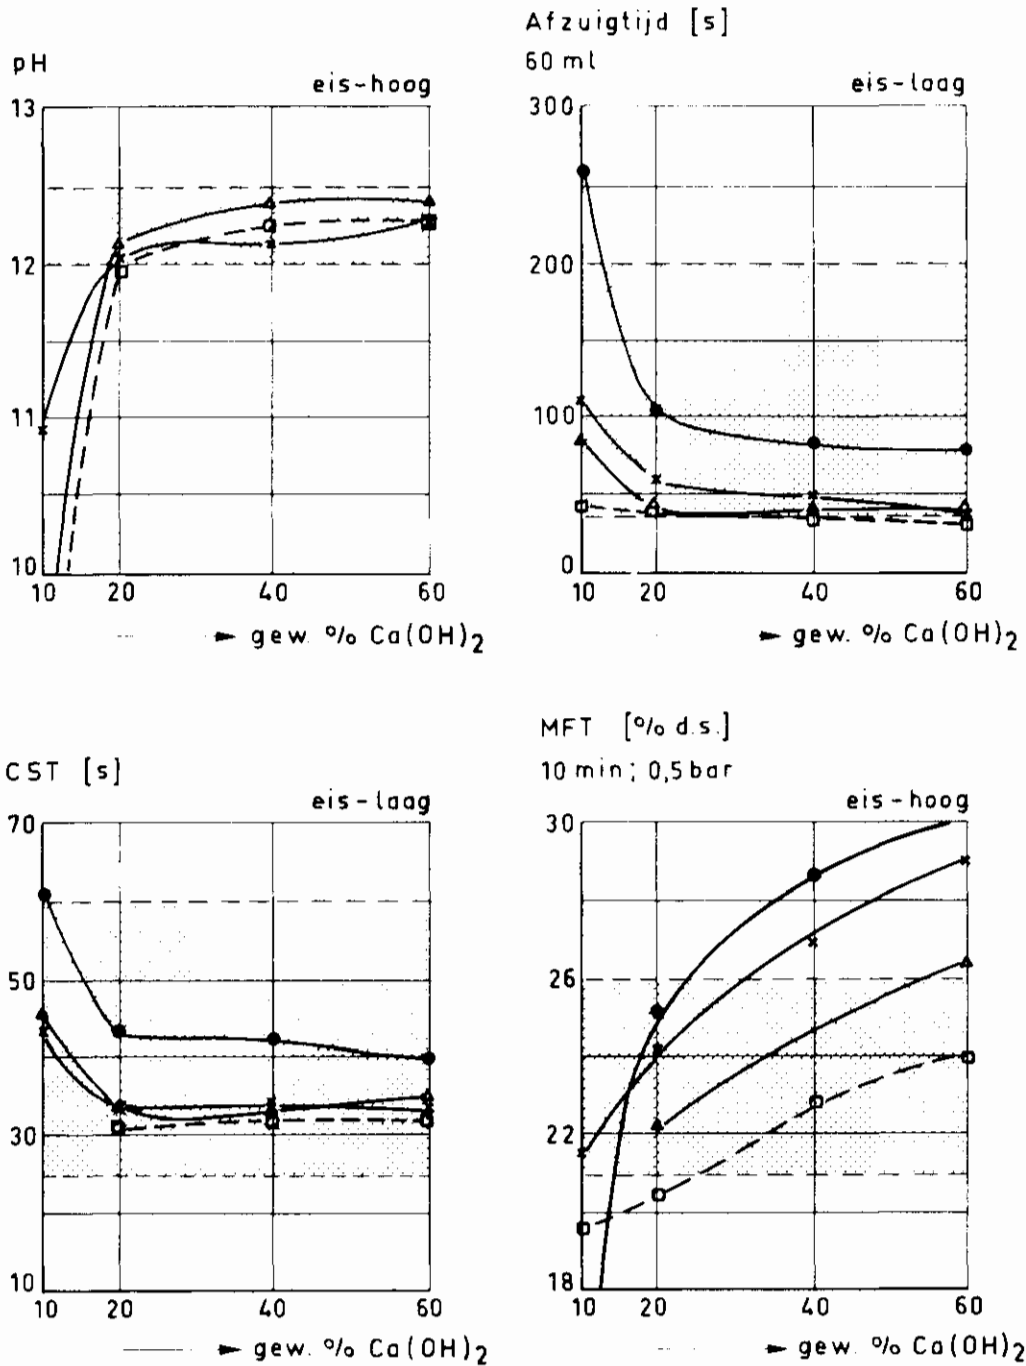 pH
eis-hoog
13
12
11
10
10 20 40 60
gew. % Ca(OH)2
Afzuigtijd [s]
60 ml
eis-laag
300
200
100
0
10 20 40 60
gew. % Ca(OH)2
CST [s]
eis-laag
70
50
30
10
10 20 40 60
gew. % Ca(OH)2
MFT [% d.s.]
10 min; 0,5 bar
eis-hoog
30
26
22
18
10 20 40 60
gew. % Ca(OH)2